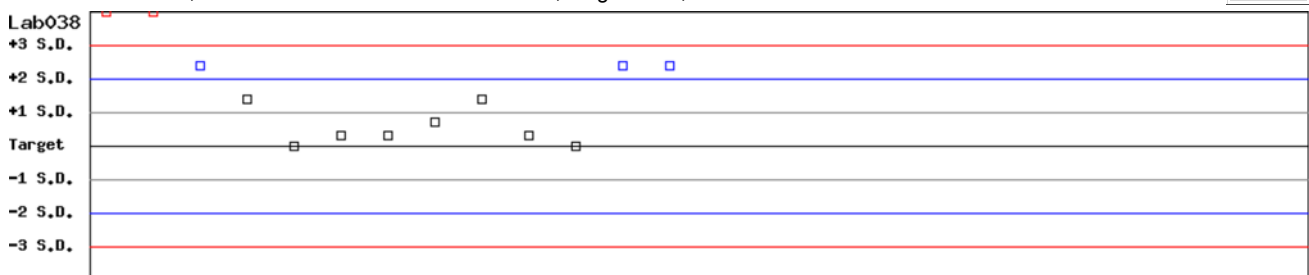 Lab038
+3 S.D.
+2 S.D.
+1 S.D.
Target
-1 S.D.
-2 S.D.
-3 S.D.